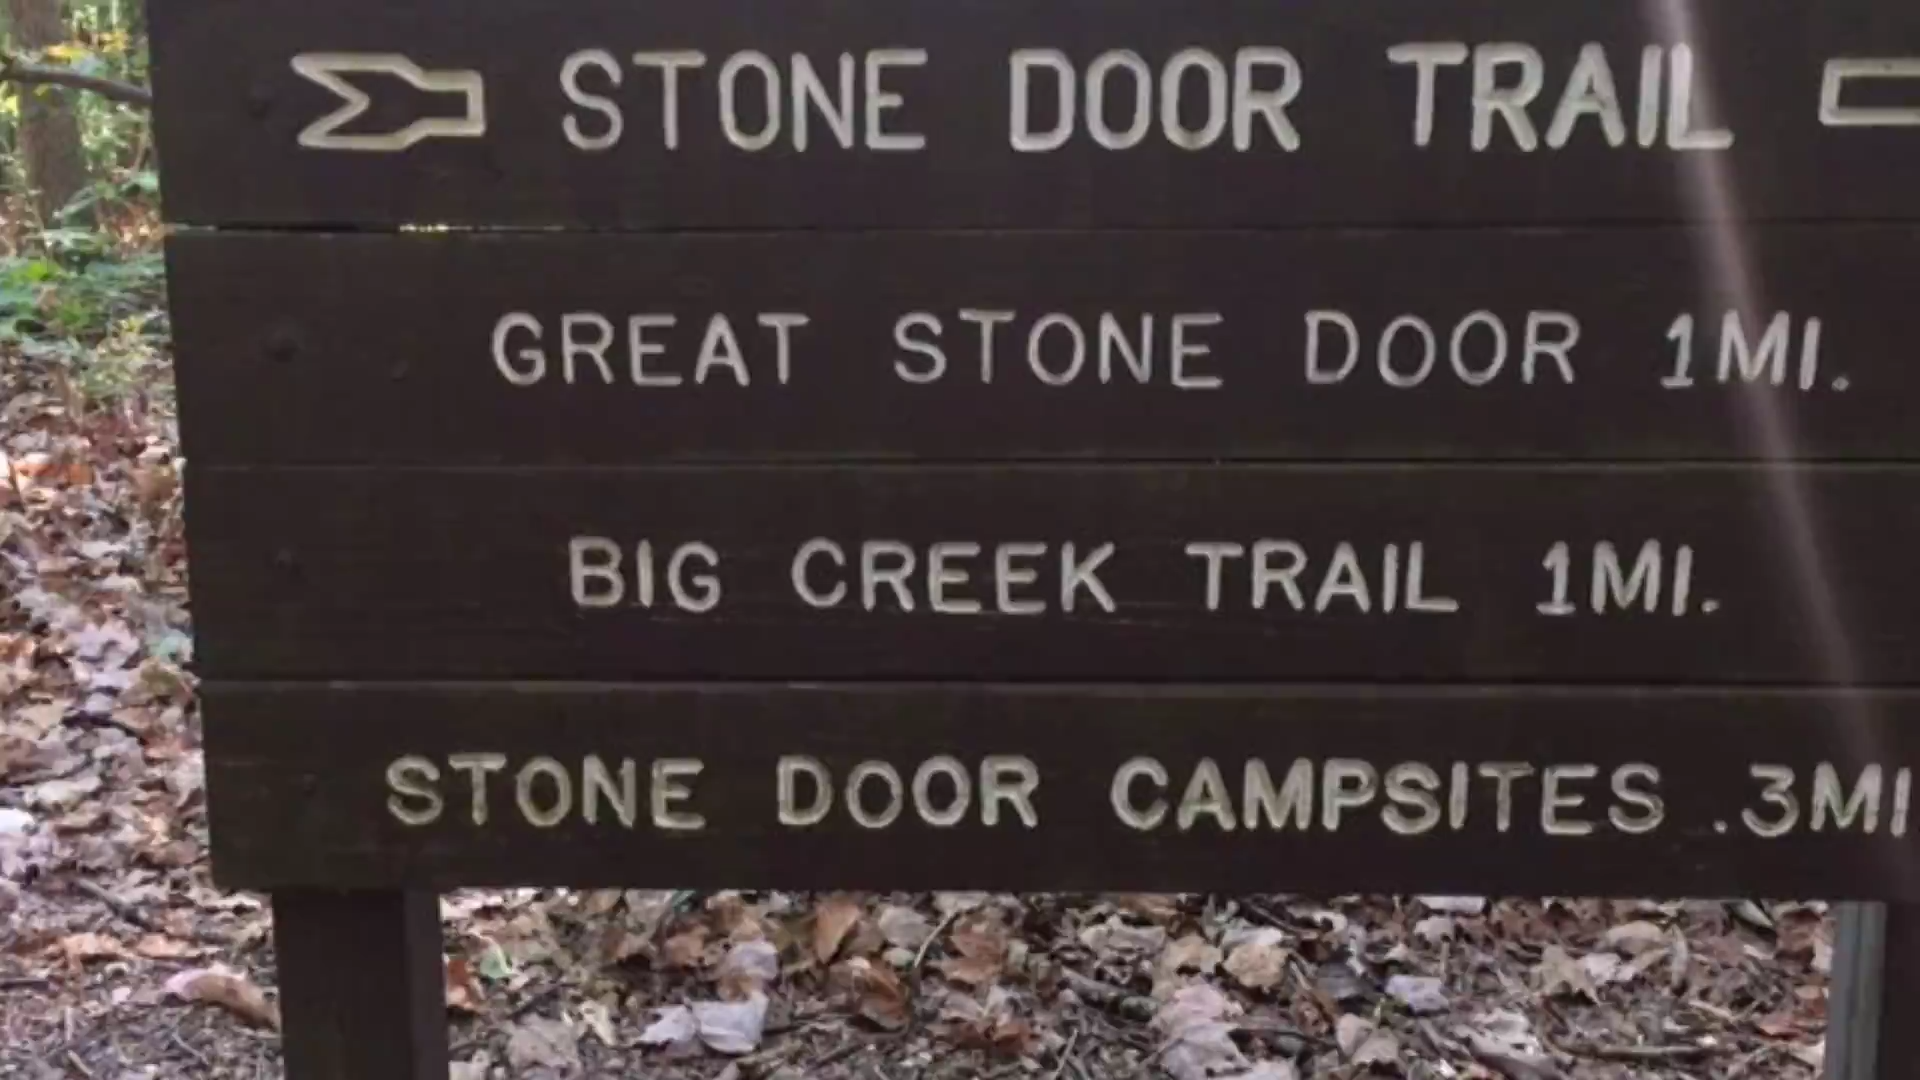 STONE DOOR TRAIL
GREAT STONE DOOR 1MI.
BIG CREEK TRAIL 1MI.
STONE DOOR CAMPSITES .3MI